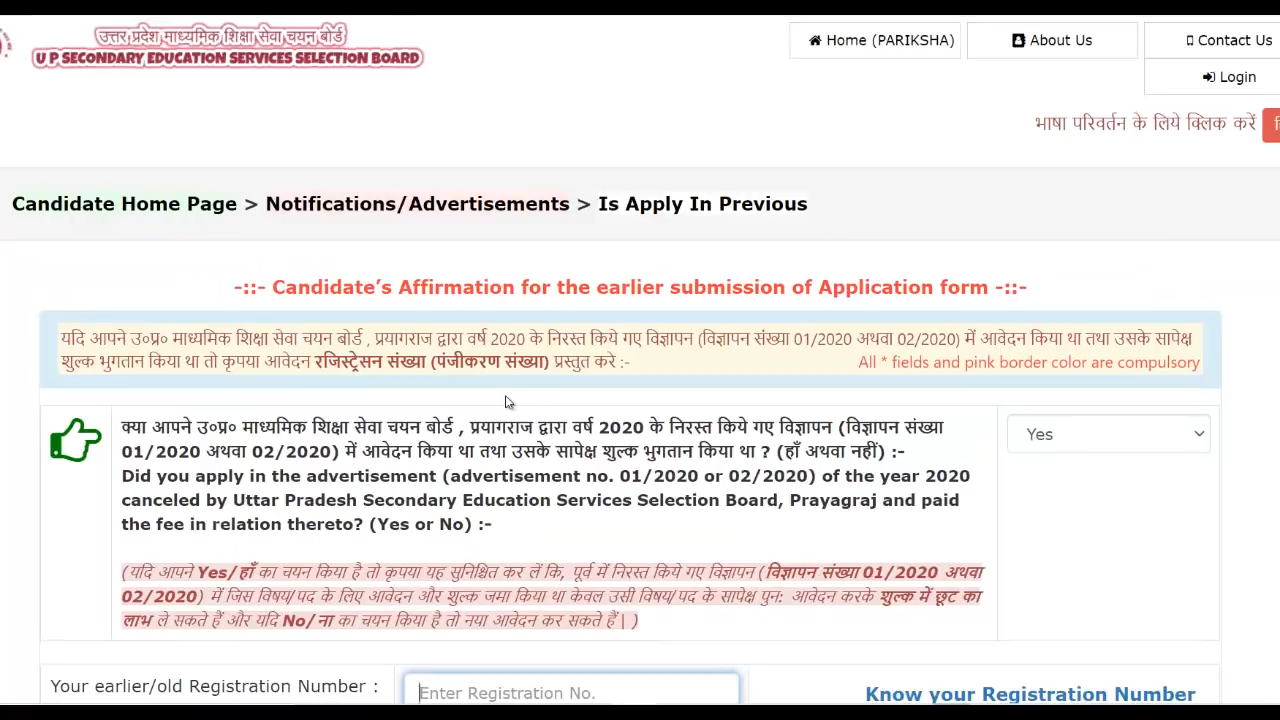 उत्तर प्रदेश माध्यमिक शिक्षा सेवा चयन बोर्ड
U P SECONDARY EDUCATION SERVICES SELECTION BOARD
Home (PARIKSHA)
About Us
Contact Us
Login
भाषा परिवर्तन के लिये क्लिक करें
Candidate Home Page > Notifications/Advertisements > Is Apply In Previous
-::- Candidate’s Affirmation for the earlier submission of Application form -::-
यदि आपने उ०प्र० माध्यमिक शिक्षा सेवा चयन बोर्ड , प्रयागराज द्वारा वर्ष 2020 के निरस्त किये गए विज्ञापन (विज्ञापन संख्या 01/2020 अथवा 02/2020) में आवेदन किया था तथा उसके सापेक्ष
शुल्क भुगतान किया था तो कृपया आवेदन रजिस्ट्रेसन संख्या (पंजीकरण संख्या) प्रस्तुत करे :-
All * fields and pink border color are compulsory
क्या आपने उ०प्र० माध्यमिक शिक्षा सेवा चयन बोर्ड , प्रयागराज द्वारा वर्ष 2020 के निरस्त किये गए विज्ञापन (विज्ञापन संख्या
01/2020 अथवा 02/2020) में आवेदन किया था तथा उसके सापेक्ष शुल्क भुगतान किया था ? (हाँ अथवा नहीं) :-
Did you apply in the advertisement (advertisement no. 01/2020 or 02/2020) of the year 2020
canceled by Uttar Pradesh Secondary Education Services Selection Board, Prayagraj and paid
the fee in relation thereto? (Yes or No) :-
Yes
(यदि आपने Yes/हाँ का चयन किया है तो कृपया यह सुनिश्चित कर लें कि, पूर्व में निरस्त किये गए विज्ञापन (विज्ञापन संख्या 01/2020 अथवा
02/2020) में जिस विषय/पद के लिए आवेदन और शुल्क जमा किया था केवल उसी विषय/पद के सापेक्ष पुन: आवेदन करके शुल्क में छूट का
लाभ ले सकते हैं और यदि No/ना का चयन किया है तो नया आवेदन कर सकते हैं| )
Your earlier/old Registration Number :
Enter Registration No.
Know your Registration Number